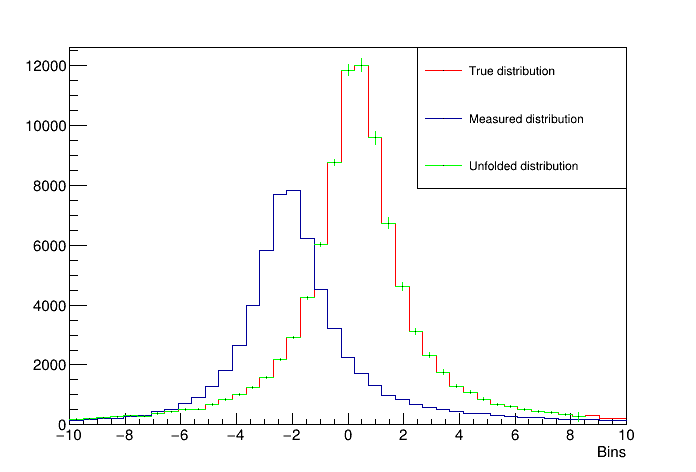 12000
10000
8000
6000
4000
2000
0
−10 −8 −6 −4 −2 0 2 4 6 8 10
Bins
True distribution
Measured distribution
Unfolded distribution